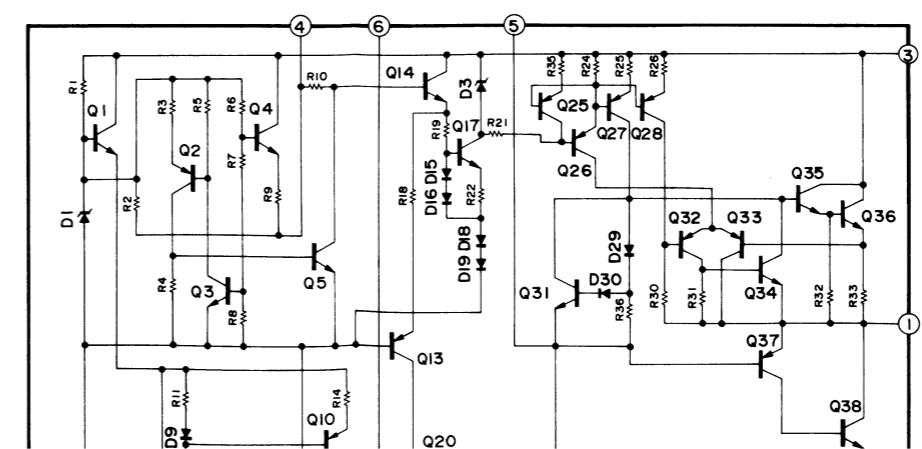 4
6
5
3
R1
Q1
R3
R5
R6
Q4
R10
Q14
D3
R35
R24
R25
R26
Q25
Q27
Q28
Q2
R7
R19
Q17
R21
Q26
R2
R9
R18
D15
D16
R22
Q35
Q36
D1
D18
D19
D29
Q32
Q33
R4
Q3
R8
Q5
Q31
D30
R36
R30
R31
Q34
R32
R33
1
Q13
Q37
R11
R14
D9
Q10
Q20
Q38